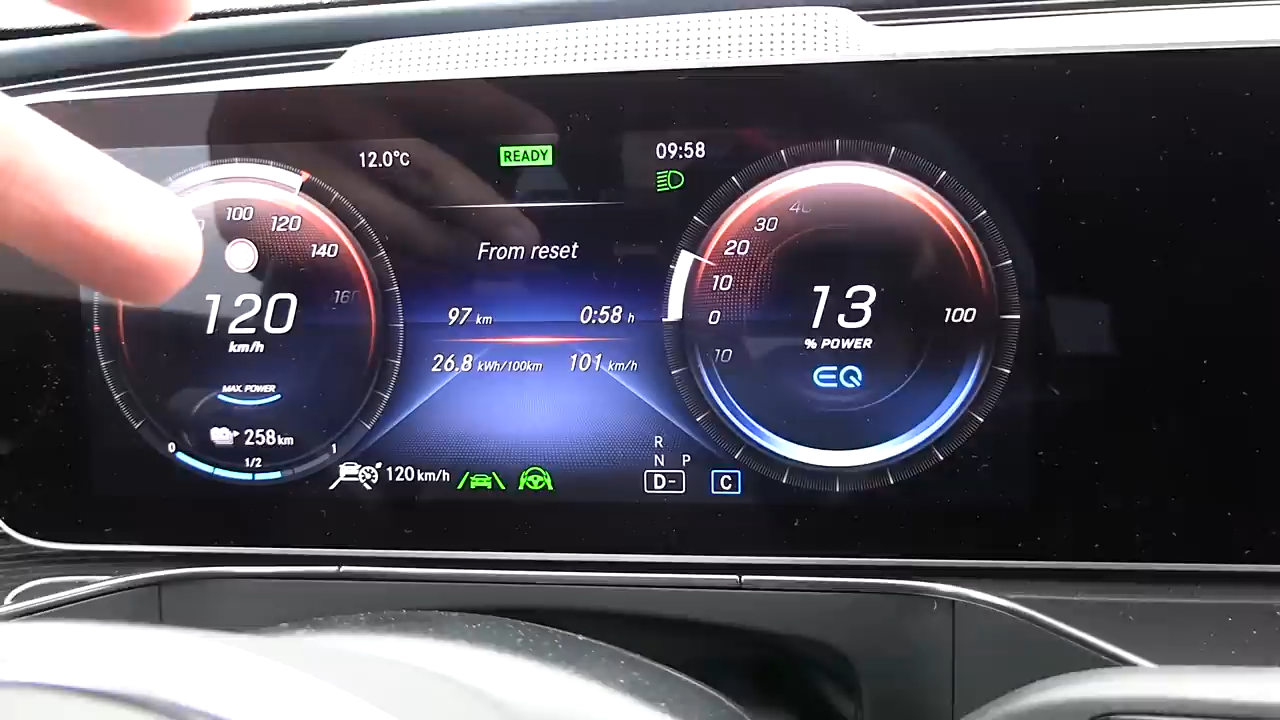 12.0°C
READY
09:58
100
120
140
160
120
km/h
MAX. POWER
258 km
0
1/2
1
From reset
97 km
0:58 h
26.8 kWh/100km
101 km/h
120 km/h
R
N P
D-
C
40
30
20
10
0
10
100
13
% POWER
EQ